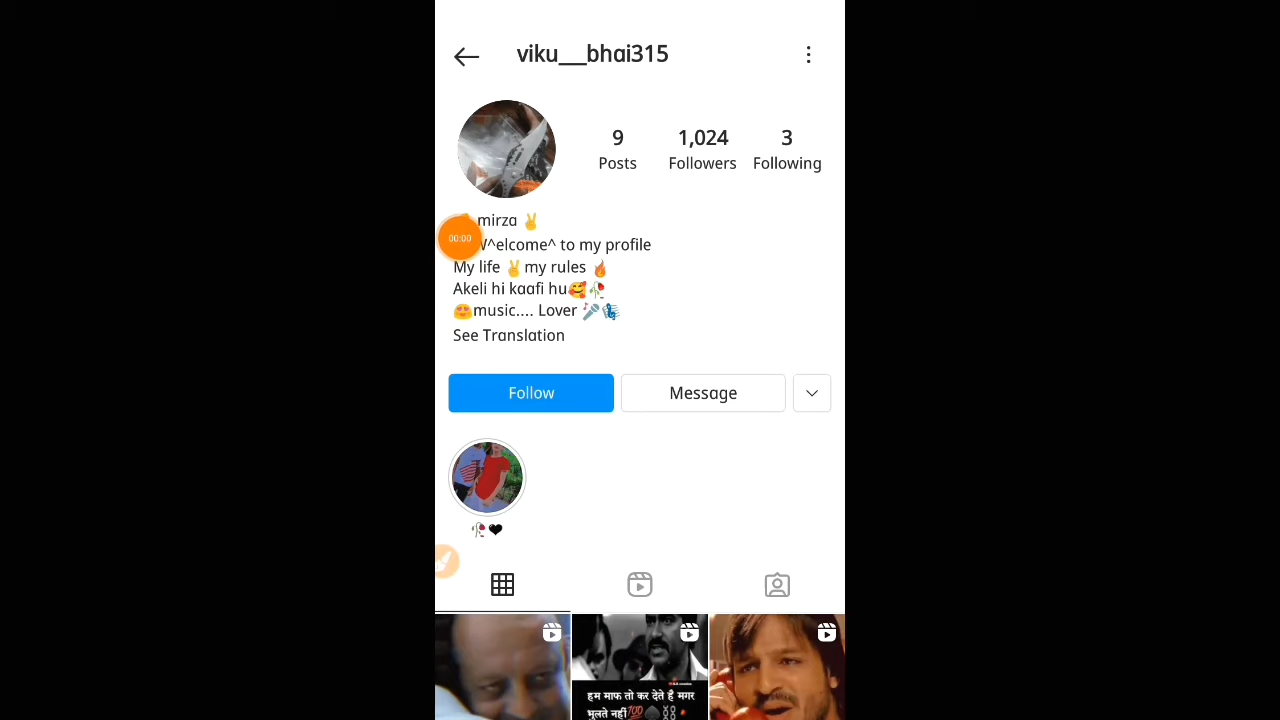 viku__bhai315
9
1,024
3
Posts
Followers
Following
mirza ✌
00:00
^elcome^ to my profile
My life ✌️my rules 🔥
Akeli hi kaafi hu🥰🥀
😍music.... Lover 🎤🎼
See Translation
Follow
Message
🥀❤
हम माफ तो कर देते है मगर
भुलते नहीं💯